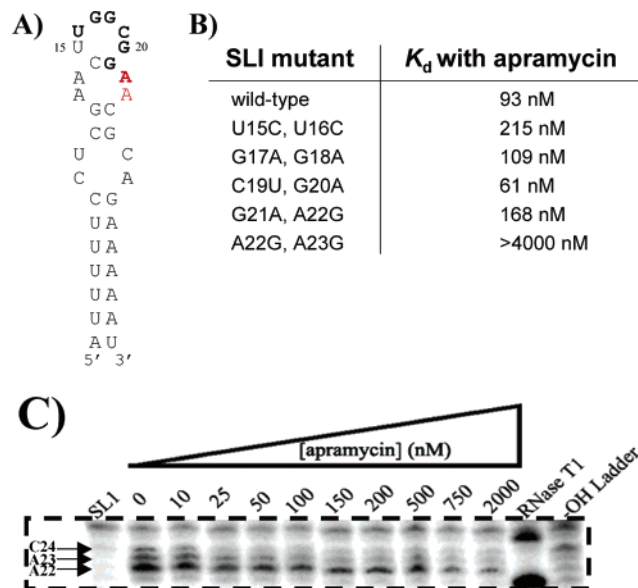 A)
U G G C
15 U G 20
C G
A A
A A
G C
C G
U C
C A
C G
U A
U A
U A
U A
U A
A U
5' 3'
B)
SLI mutant K_d with apramycin
wild-type 93 nM
U15C, U16C 215 nM
G17A, G18A 109 nM
C19U, G20A 61 nM
G21A, A22G 168 nM
A22G, A23G >4000 nM
C)
[apramycin] (nM)
SL1 0 10 25 50 100 150 200 500 750 2000 RNase T1 -OH Ladder
C24
A23
A22